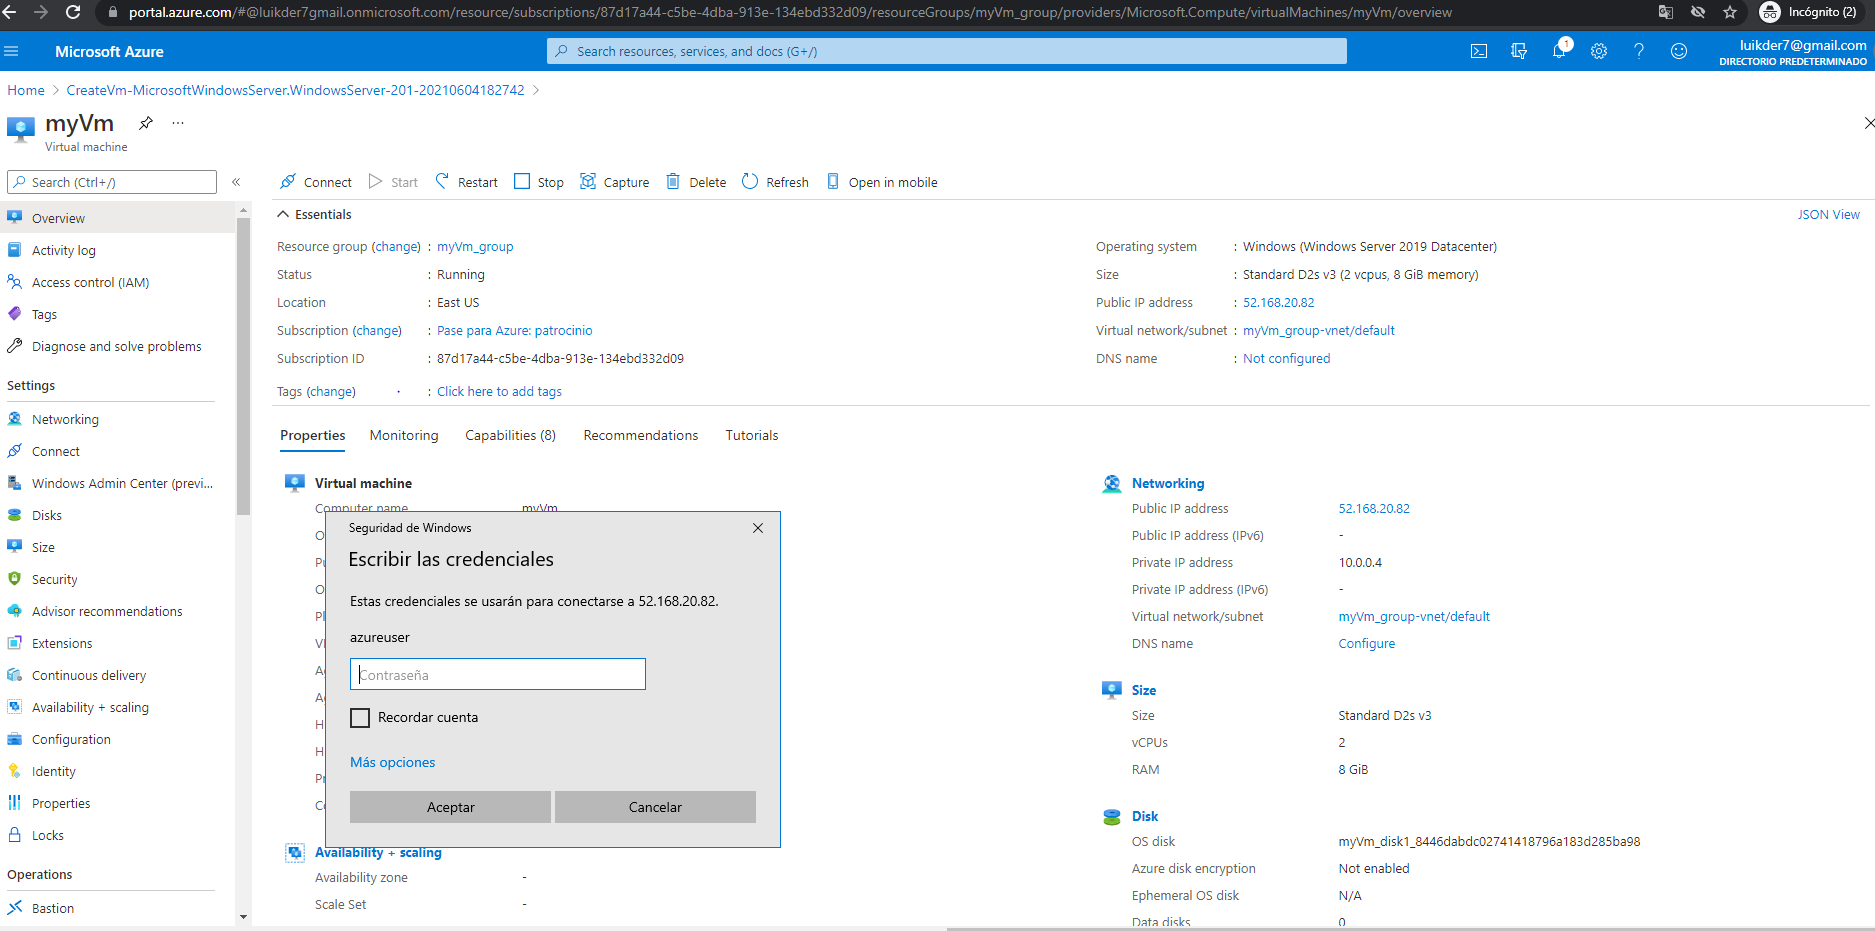 portal.azure.com/#@luikder7gmail.onmicrosoft.com/resource/subscriptions/87d17a44-c5be-4dba-913e-134ebd332d09/resourceGroups/myVm_group/providers/Microsoft.Compute/virtualMachines/myVm/overview
Incógnito (2)
Microsoft Azure
Search resources, services, and docs (G+/)
1
luikder7@gmail.com
DIRECTORIO PREDETERMINADO
Home > CreateVm-MicrosoftWindowsServer.WindowsServer-201-20210604182742 >
myVm ...
Virtual machine
Search (Ctrl+/) «
Connect Start Restart Stop Capture Delete Refresh Open in mobile
Overview
Activity log
Access control (IAM)
Tags
Diagnose and solve problems
Settings
Networking
Connect
Windows Admin Center (previ...
Disks
Size
Security
Advisor recommendations
Extensions
Continuous delivery
Availability + scaling
Configuration
Identity
Properties
Locks
Operations
Bastion
Essentials
JSON View
Resource group (change) : myVm_group
Status : Running
Location : East US
Subscription (change) : Pase para Azure: patrocinio
Subscription ID : 87d17a44-c5be-4dba-913e-134ebd332d09
Tags (change) : Click here to add tags
Operating system : Windows (Windows Server 2019 Datacenter)
Size : Standard D2s v3 (2 vcpus, 8 GiB memory)
Public IP address : 52.168.20.82
Virtual network/subnet : myVm_group-vnet/default
DNS name : Not configured
Properties Monitoring Capabilities (8) Recommendations Tutorials
Virtual machine
Computer name myVm
Seguridad de Windows
Escribir las credenciales
Estas credenciales se usarán para conectarse a 52.168.20.82.
azureuser
Contraseña
Recordar cuenta
Más opciones
Aceptar Cancelar
Availability + scaling
Availability zone -
Scale Set -
Networking
Public IP address 52.168.20.82
Public IP address (IPv6) -
Private IP address 10.0.0.4
Private IP address (IPv6) -
Virtual network/subnet myVm_group-vnet/default
DNS name Configure
Size
Size Standard D2s v3
vCPUs 2
RAM 8 GiB
Disk
OS disk myVm_disk1_8446dabdc02741418796a183d285ba98
Azure disk encryption Not enabled
Ephemeral OS disk N/A
Data disks 0